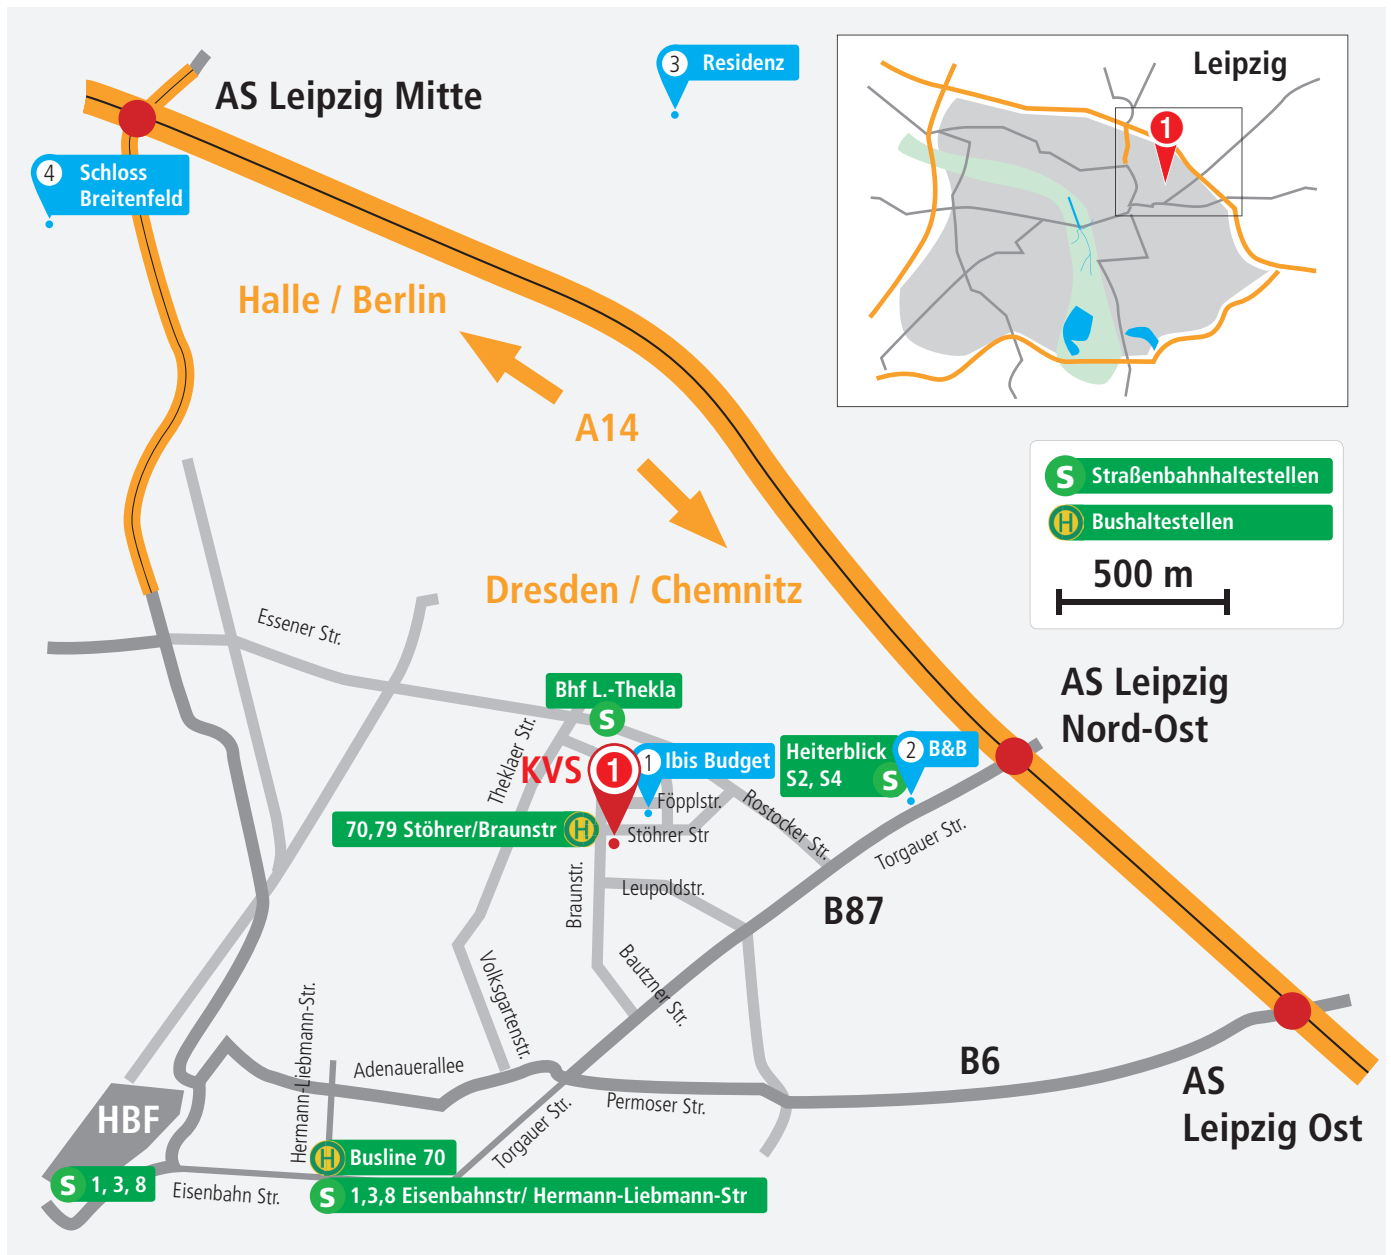 AS Leipzig Mitte
3 Residenz
Leipzig
1
4 Schloss
Breitenfeld
Halle / Berlin
A14
Dresden / Chemnitz
S Straßenbahnhaltestellen
H Bushaltestellen
500 m
Essener Str.
Bhf L.-Thekla
S
AS Leipzig
Nord-Ost
Theklaer Str.
KVS 1
1 Ibis Budget
Heiterblick
S2, S4 S
2 B&B
Föpplstr.
Rostocker Str.
70,79 Stöhrer/Braunstr H
Stöhrer Str
Torgauer Str.
Braunstr.
Leupoldstr.
B87
Volksgartenstr.
Bautzner Str.
Hermann-Liebmann-Str.
Adenauerallee
B6
AS
Leipzig Ost
HBF
Permoser Str.
Torgauer Str.
H Busline 70
S 1, 3, 8
Eisenbahn Str.
S 1,3,8 Eisenbahnstr/ Hermann-Liebmann-Str